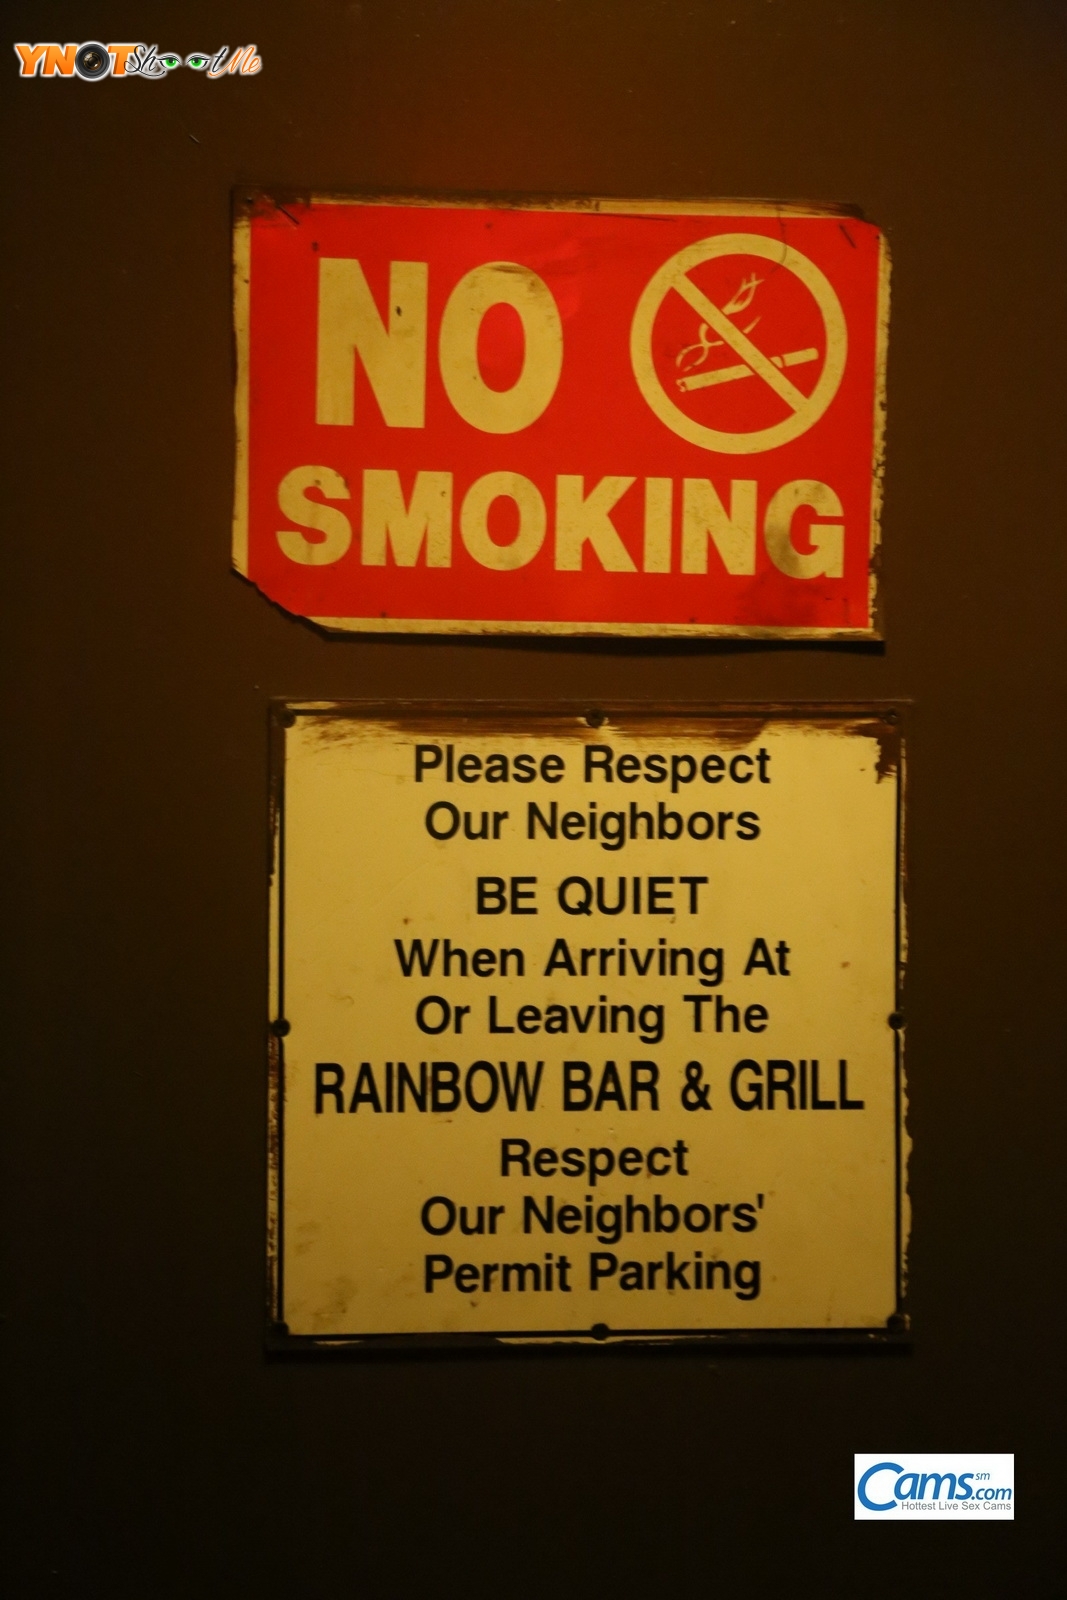 YNOT ShootMe
NO
SMOKING
Please Respect
Our Neighbors
BE QUIET
When Arriving At
Or Leaving The
RAINBOW BAR & GRILL
Respect
Our Neighbors'
Permit Parking
Cams.com sm
Hottest Live Sex Cams